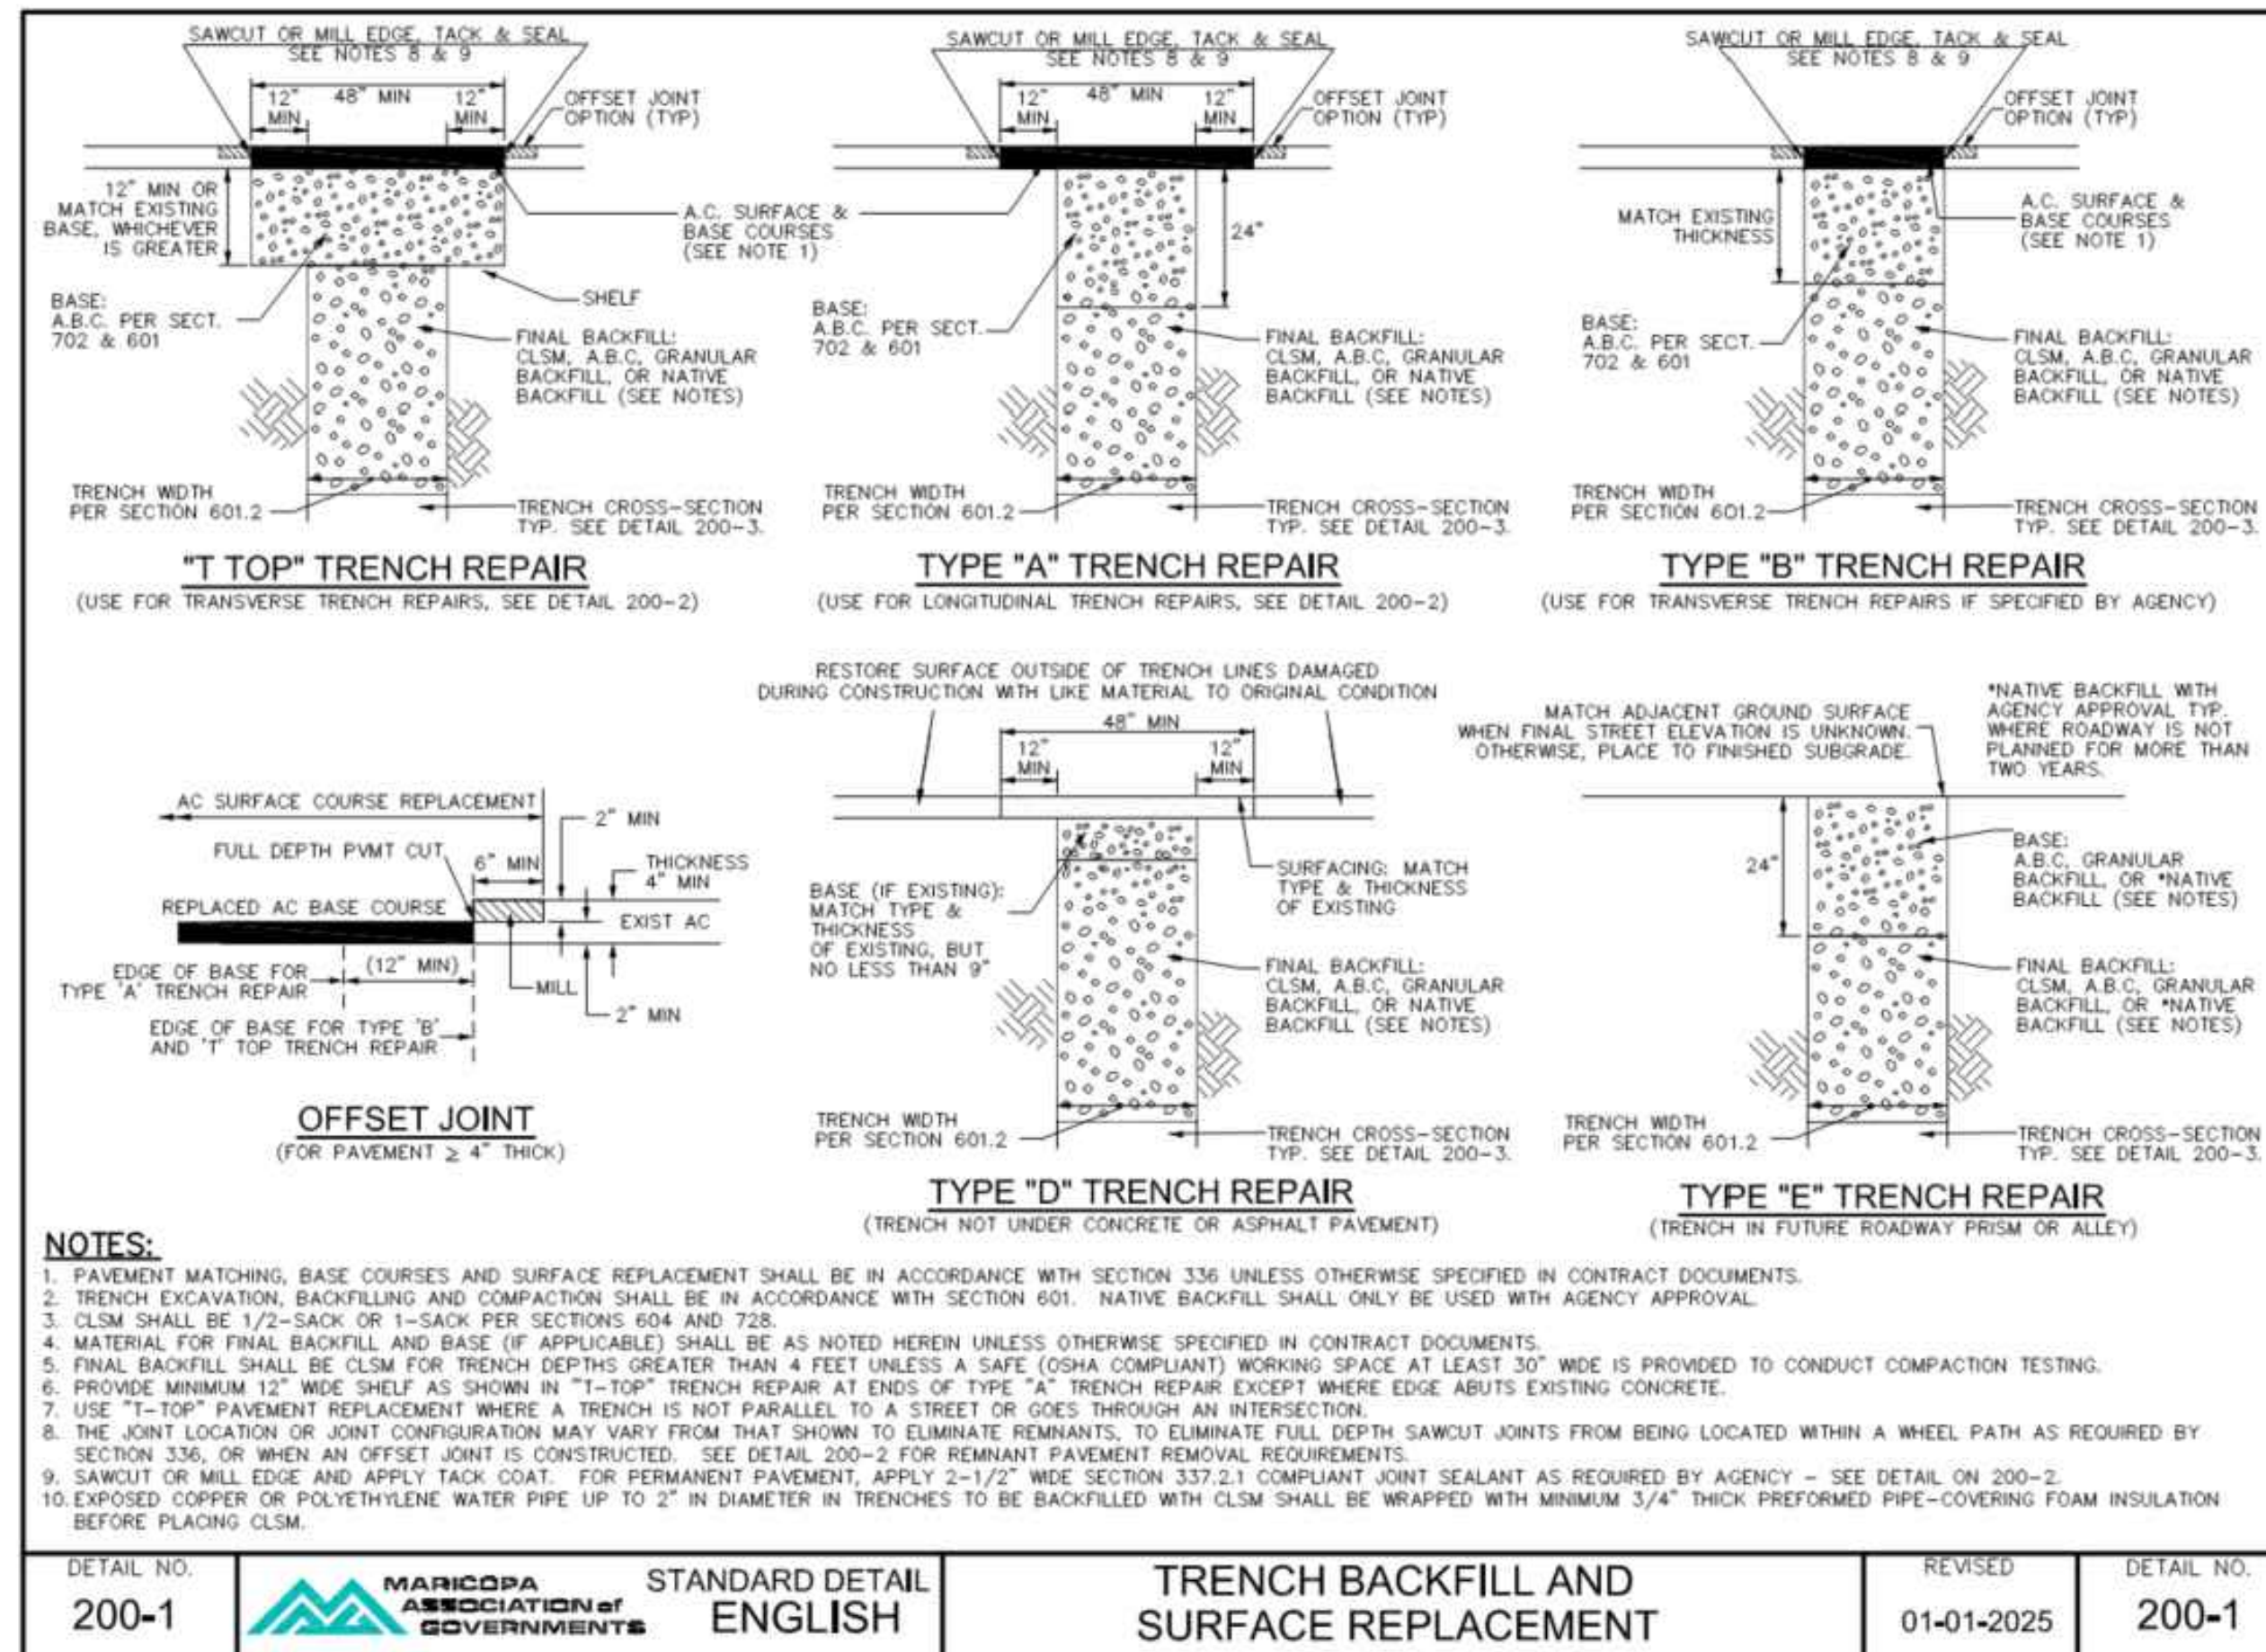 SAWCUT OR MILL EDGE, TACK & SEAL
SEE NOTES 8 & 9
48" MIN
12"
MIN
12"
MIN
OFFSET JOINT
OPTION (TYP)
12" MIN OR
MATCH EXISTING
BASE, WHICHEVER
IS GREATER
A.C. SURFACE &
BASE COURSES
(SEE NOTE 1)
BASE:
A.B.C. PER SECT.
702 & 601
SHELF
FINAL BACKFILL:
CLSM, A.B.C, GRANULAR
BACKFILL, OR NATIVE
BACKFILL (SEE NOTES)
TRENCH WIDTH
PER SECTION 601.2
TRENCH CROSS-SECTION
TYP. SEE DETAIL 200-3.
"T TOP" TRENCH REPAIR
(USE FOR TRANSVERSE TRENCH REPAIRS, SEE DETAIL 200-2)
SAWCUT OR MILL EDGE, TACK & SEAL
SEE NOTES 8 & 9
48" MIN
12"
MIN
12"
MIN
OFFSET JOINT
OPTION (TYP)
24"
BASE:
A.B.C. PER SECT.
702 & 601
FINAL BACKFILL:
CLSM, A.B.C, GRANULAR
BACKFILL, OR NATIVE
BACKFILL (SEE NOTES)
TRENCH WIDTH
PER SECTION 601.2
TRENCH CROSS-SECTION
TYP. SEE DETAIL 200-3.
TYPE "A" TRENCH REPAIR
(USE FOR LONGITUDINAL TRENCH REPAIRS, SEE DETAIL 200-2)
SAWCUT OR MILL EDGE, TACK & SEAL
SEE NOTES 8 & 9
OFFSET JOINT
OPTION (TYP)
MATCH EXISTING
THICKNESS
A.C. SURFACE &
BASE COURSES
(SEE NOTE 1)
BASE:
A.B.C. PER SECT.
702 & 601
FINAL BACKFILL:
CLSM, A.B.C, GRANULAR
BACKFILL, OR NATIVE
BACKFILL (SEE NOTES)
TRENCH WIDTH
PER SECTION 601.2
TRENCH CROSS-SECTION
TYP. SEE DETAIL 200-3.
TYPE "B" TRENCH REPAIR
(USE FOR TRANSVERSE TRENCH REPAIRS IF SPECIFIED BY AGENCY)
AC SURFACE COURSE REPLACEMENT
2" MIN
FULL DEPTH PVMT CUT
6" MIN
THICKNESS
4" MIN
REPLACED AC BASE COURSE
EXIST AC
EDGE OF BASE FOR
TYPE 'A' TRENCH REPAIR
(12" MIN)
MILL
2" MIN
EDGE OF BASE FOR TYPE 'B'
AND 'T' TOP TRENCH REPAIR
OFFSET JOINT
(FOR PAVEMENT ≥ 4" THICK)
RESTORE SURFACE OUTSIDE OF TRENCH LINES DAMAGED
DURING CONSTRUCTION WITH LIKE MATERIAL TO ORIGINAL CONDITION
48" MIN
12"
MIN
12"
MIN
BASE (IF EXISTING):
MATCH TYPE &
THICKNESS
OF EXISTING, BUT
NO LESS THAN 9"
SURFACING: MATCH
TYPE & THICKNESS
OF EXISTING
FINAL BACKFILL:
CLSM, A.B.C, GRANULAR
BACKFILL, OR NATIVE
BACKFILL (SEE NOTES)
TRENCH WIDTH
PER SECTION 601.2
TRENCH CROSS-SECTION
TYP. SEE DETAIL 200-3.
TYPE "D" TRENCH REPAIR
(TRENCH NOT UNDER CONCRETE OR ASPHALT PAVEMENT)
MATCH ADJACENT GROUND SURFACE
WHEN FINAL STREET ELEVATION IS UNKNOWN.
OTHERWISE, PLACE TO FINISHED SUBGRADE.
*NATIVE BACKFILL WITH
AGENCY APPROVAL TYP.
WHERE ROADWAY IS NOT
PLANNED FOR MORE THAN
TWO YEARS.
24"
BASE:
A.B.C, GRANULAR
BACKFILL, OR *NATIVE
BACKFILL (SEE NOTES)
FINAL BACKFILL:
CLSM, A.B.C, GRANULAR
BACKFILL, OR *NATIVE
BACKFILL (SEE NOTES)
TRENCH WIDTH
PER SECTION 601.2
TRENCH CROSS-SECTION
TYP. SEE DETAIL 200-3.
TYPE "E" TRENCH REPAIR
(TRENCH IN FUTURE ROADWAY PRISM OR ALLEY)
NOTES:
1. PAVEMENT MATCHING, BASE COURSES AND SURFACE REPLACEMENT SHALL BE IN ACCORDANCE WITH SECTION 336 UNLESS OTHERWISE SPECIFIED IN CONTRACT DOCUMENTS.
2. TRENCH EXCAVATION, BACKFILLING AND COMPACTION SHALL BE IN ACCORDANCE WITH SECTION 601. NATIVE BACKFILL SHALL ONLY BE USED WITH AGENCY APPROVAL.
3. CLSM SHALL BE 1/2-SACK OR 1-SACK PER SECTIONS 604 AND 728.
4. MATERIAL FOR FINAL BACKFILL AND BASE (IF APPLICABLE) SHALL BE AS NOTED HEREIN UNLESS OTHERWISE SPECIFIED IN CONTRACT DOCUMENTS.
5. FINAL BACKFILL SHALL BE CLSM FOR TRENCH DEPTHS GREATER THAN 4 FEET UNLESS A SAFE (OSHA COMPLIANT) WORKING SPACE AT LEAST 30" WIDE IS PROVIDED TO CONDUCT COMPACTION TESTING.
6. PROVIDE MINIMUM 12" WIDE SHELF AS SHOWN IN "T-TOP" TRENCH REPAIR AT ENDS OF TYPE "A" TRENCH REPAIR EXCEPT WHERE EDGE ABUTS EXISTING CONCRETE.
7. USE "T-TOP" PAVEMENT REPLACEMENT WHERE A TRENCH IS NOT PARALLEL TO A STREET OR GOES THROUGH AN INTERSECTION.
8. THE JOINT LOCATION OR JOINT CONFIGURATION MAY VARY FROM THAT SHOWN TO ELIMINATE REMNANTS, TO ELIMINATE FULL DEPTH SAWCUT JOINTS FROM BEING LOCATED WITHIN A WHEEL PATH AS REQUIRED BY
SECTION 336, OR WHEN AN OFFSET JOINT IS CONSTRUCTED. SEE DETAIL 200-2 FOR REMNANT PAVEMENT REMOVAL REQUIREMENTS.
9. SAWCUT OR MILL EDGE AND APPLY TACK COAT. FOR PERMANENT PAVEMENT, APPLY 2-1/2" WIDE SECTION 337.2.1 COMPLIANT JOINT SEALANT AS REQUIRED BY AGENCY – SEE DETAIL ON 200-2.
10. EXPOSED COPPER OR POLYETHYLENE WATER PIPE UP TO 2" IN DIAMETER IN TRENCHES TO BE BACKFILLED WITH CLSM SHALL BE WRAPPED WITH MINIMUM 3/4" THICK PREFORMED PIPE-COVERING FOAM INSULATION
BEFORE PLACING CLSM.
DETAIL NO.
200-1
MARICOPA
ASSOCIATION of
GOVERNMENTS
STANDARD DETAIL
ENGLISH
TRENCH BACKFILL AND
SURFACE REPLACEMENT
REVISED
01-01-2025
DETAIL NO.
200-1